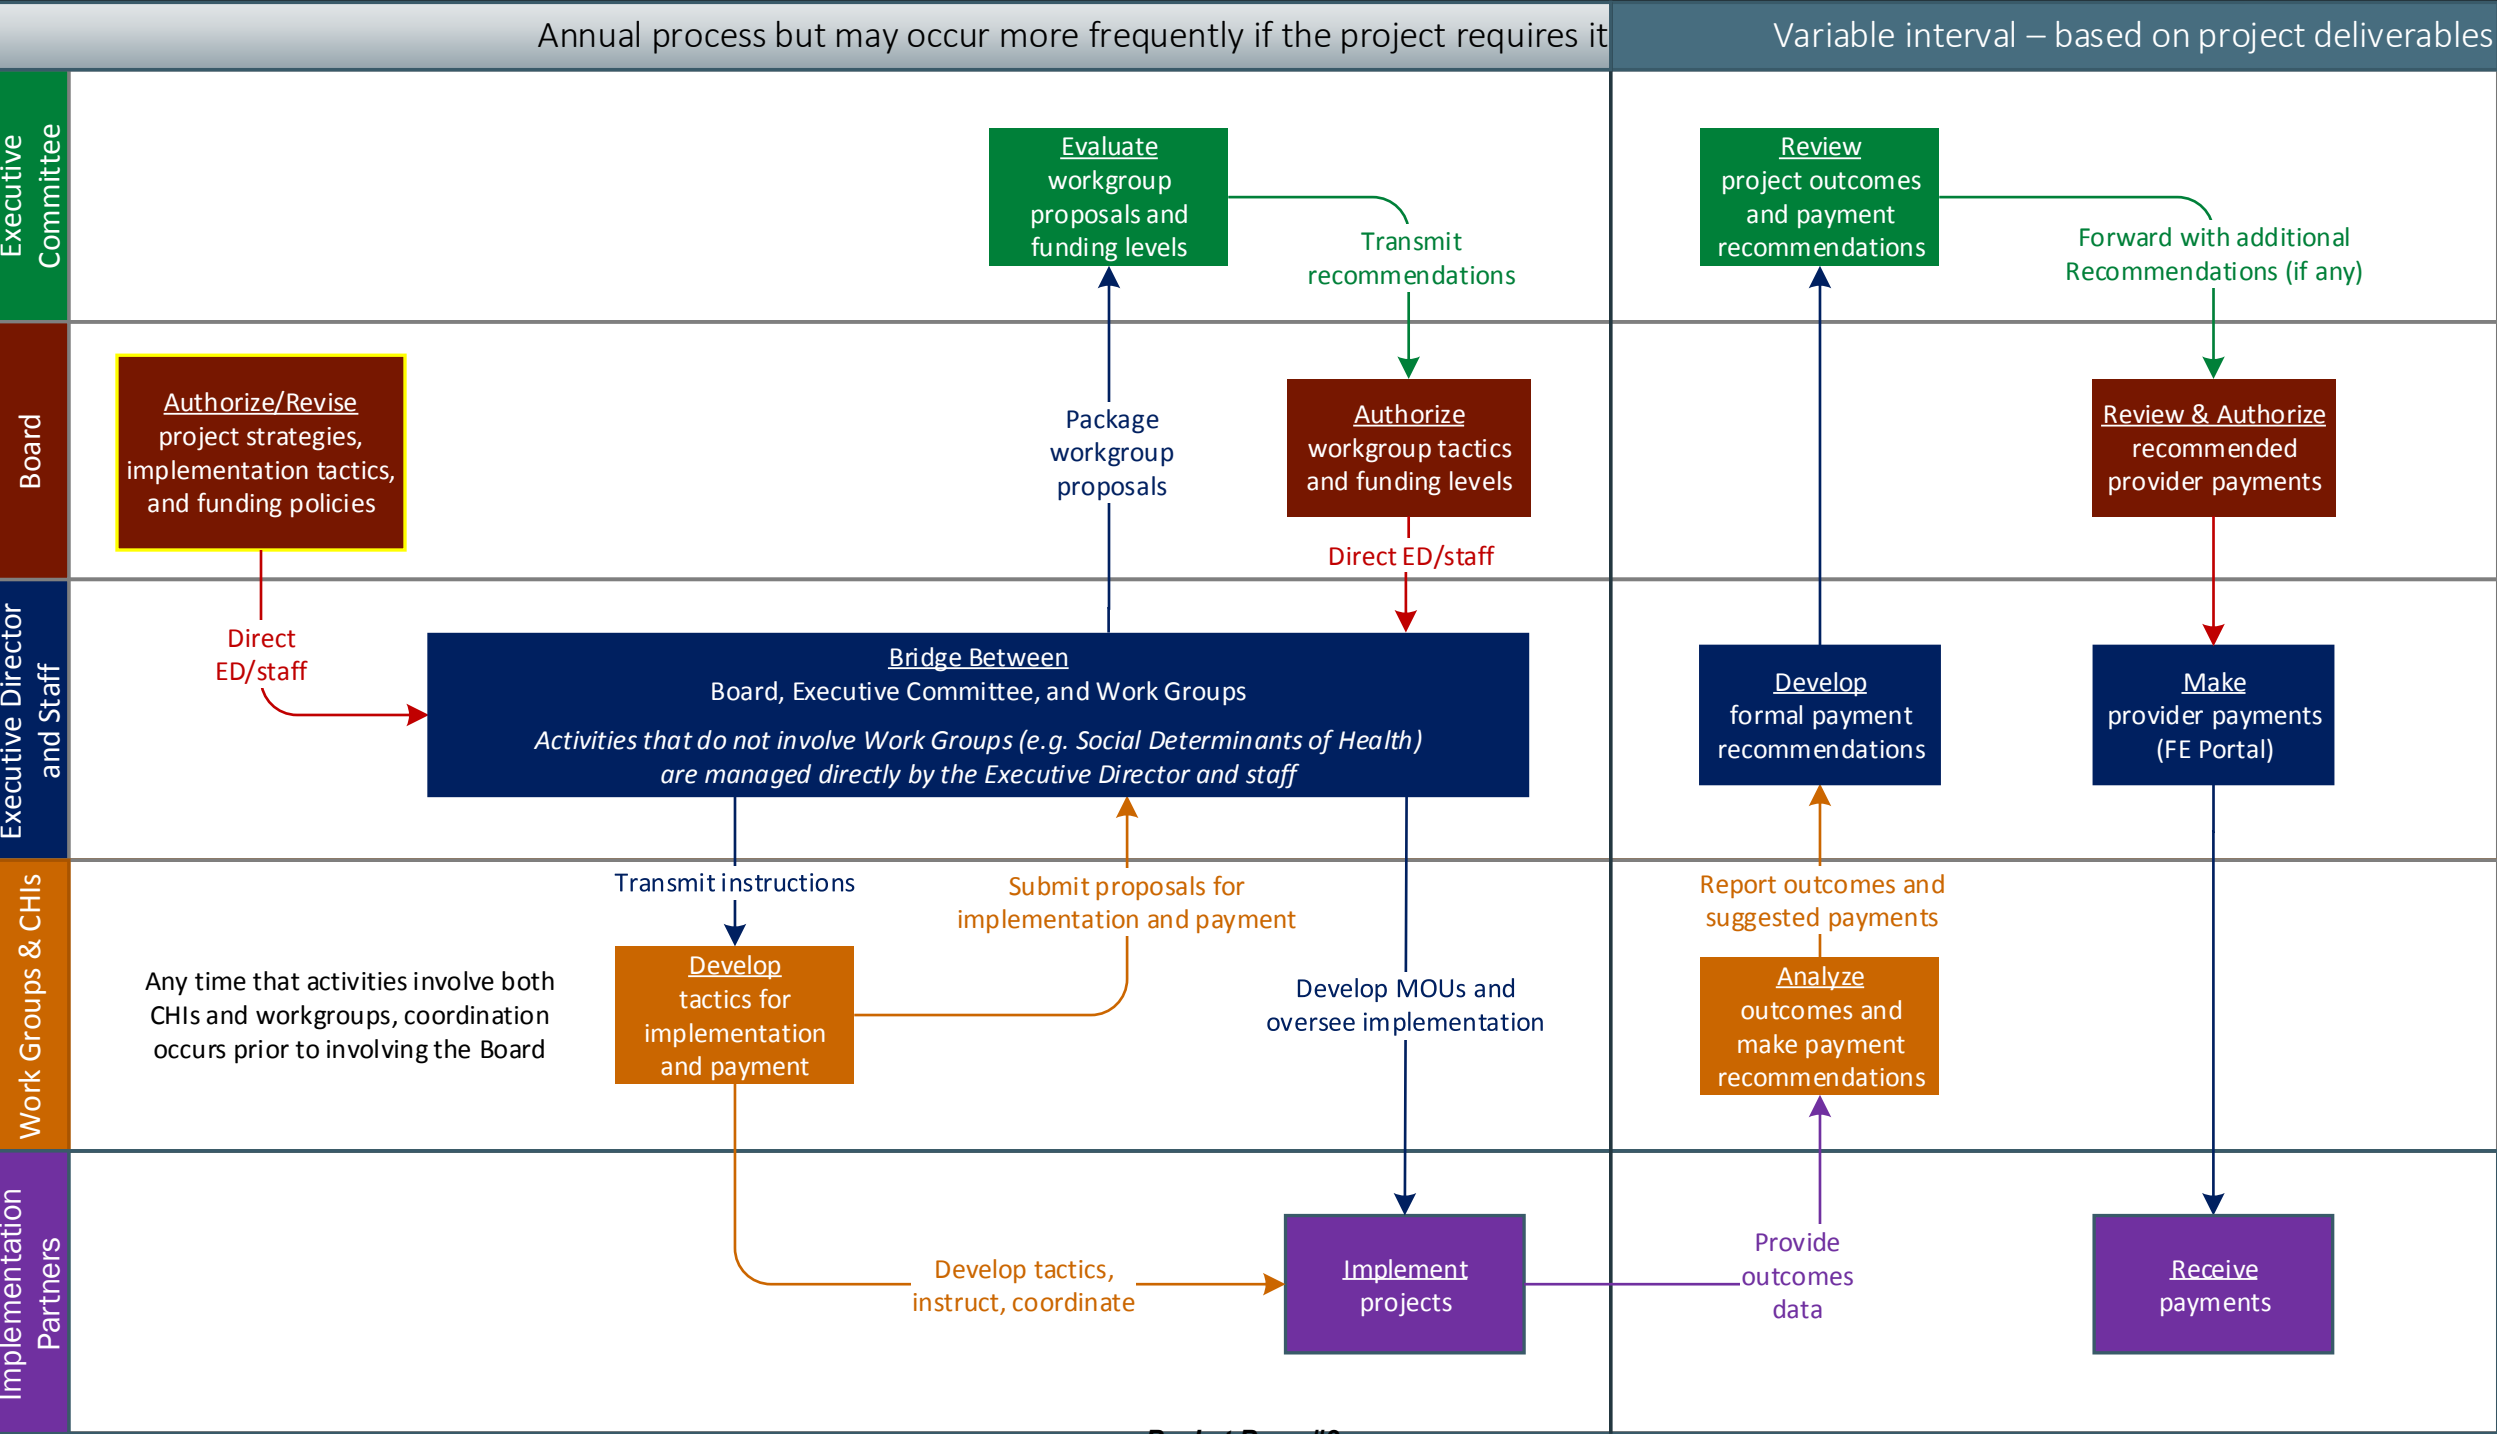 Annual process but may occur more frequently if the project requires it
Variable interval – based on project deliverables
Executive
Committee
Evaluate
workgroup
proposals and
funding levels
Transmit
recommendations
Review
project outcomes
and payment
recommendations
Forward with additional
Recommendations (if any)
Board
Authorize/Revise
project strategies,
implementation tactics,
and funding policies
Package
workgroup
proposals
Authorize
workgroup tactics
and funding levels
Direct ED/staff
Review & Authorize
recommended
provider payments
Executive Director
and Staff
Direct
ED/staff
Bridge Between
Board, Executive Committee, and Work Groups
Activities that do not involve Work Groups (e.g. Social Determinants of Health)
are managed directly by the Executive Director and staff
Develop
formal payment
recommendations
Make
provider payments
(FE Portal)
Work Groups & CHIs
Transmit instructions
Submit proposals for
implementation and payment
Report outcomes and
suggested payments
Any time that activities involve both
CHIs and workgroups, coordination
occurs prior to involving the Board
Develop
tactics for
implementation
and payment
Develop MOUs and
oversee implementation
Analyze
outcomes and
make payment
recommendations
Implementation
Partners
Develop tactics,
instruct, coordinate
Implement
projects
Provide
outcomes
data
Receive
payments